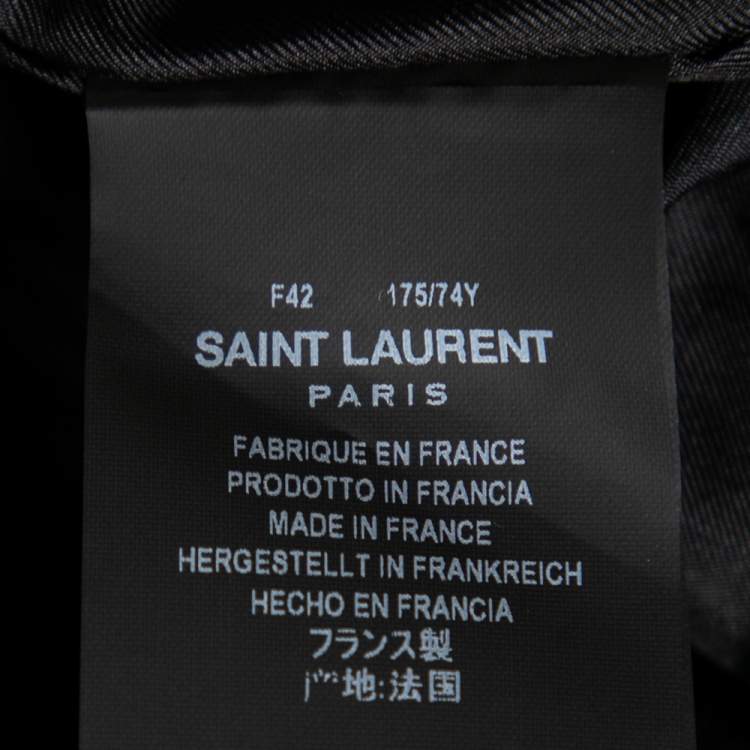 F42 175/74Y
SAINT LAURENT
PARIS
FABRIQUE EN FRANCE
PRODOTTO IN FRANCIA
MADE IN FRANCE
HERGESTELLT IN FRANKREICH
HECHO EN FRANCIA
フランス製
地:法国